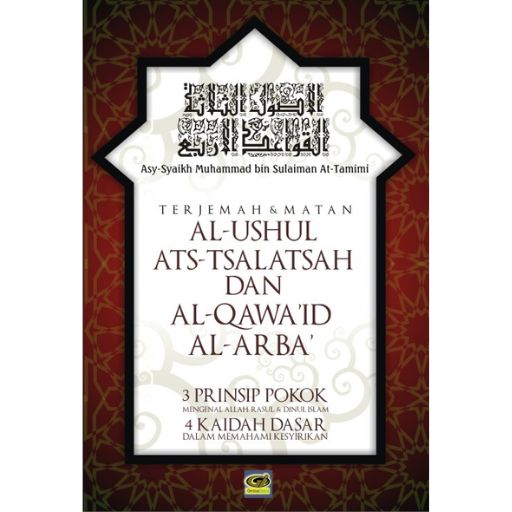 الأصول الثلاثة
القواعد الأربع
Asy-Syaikh Muhammad bin Sulaiman At-Tamimi
TERJEMAH & MATAN
AL-USHUL
ATS-TSALATSAH
DAN
AL-QAWA'ID
AL-ARBA'
3 PRINSIP POKOK
MENGENAL ALLAH, RASUL & DINUL ISLAM
4 KAIDAH DASAR
DALAM MEMAHAMI KESYIRIKAN